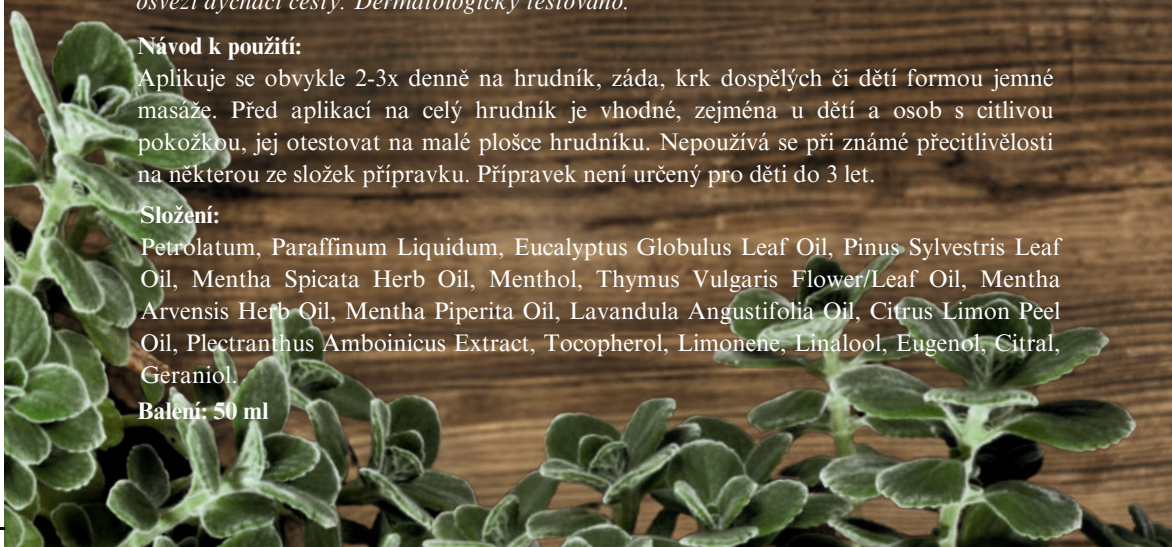 osvěží dýchací cesty. Dermatologicky testováno.
Návod k použití:
Aplikuje se obvykle 2-3x denně na hrudník, záda, krk dospělých či dětí formou jemné
masáže. Před aplikací na celý hrudník je vhodné, zejména u dětí a osob s citlivou
pokožkou, jej otestovat na malé plošce hrudníku. Nepoužívá se při známé přecitlivělosti
na některou ze složek přípravku. Přípravek není určený pro děti do 3 let.
Složení:
Petrolatum, Paraffinum Liquidum, Eucalyptus Globulus Leaf Oil, Pinus Sylvestris Leaf
Oil, Mentha Spicata Herb Oil, Menthol, Thymus Vulgaris Flower/Leaf Oil, Mentha
Arvensis Herb Oil, Mentha Piperita Oil, Lavandula Angustifolia Oil, Citrus Limon Peel
Oil, Plectranthus Amboinicus Extract, Tocopherol, Limonene, Linalool, Eugenol, Citral,
Geraniol.
Balení: 50 ml